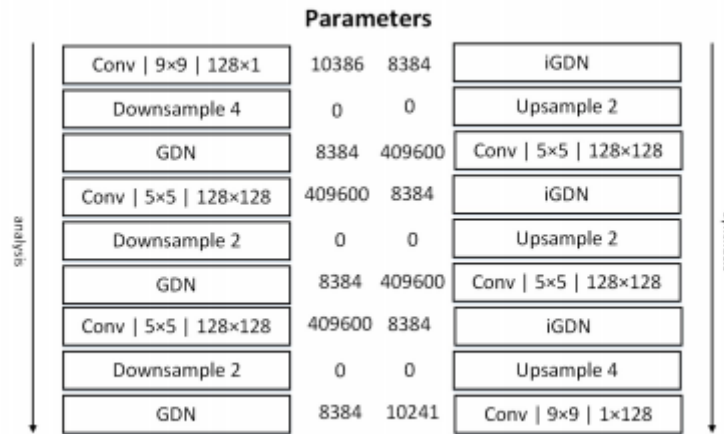 Parameters
Conv | 9×9 | 128×1 10386 8384 iGDN
Downsample 4 0 0 Upsample 2
GDN 8384 409600 Conv | 5×5 | 128×128
Conv | 5×5 | 128×128 409600 8384 iGDN
Downsample 2 0 0 Upsample 2
GDN 8384 409600 Conv | 5×5 | 128×128
Conv | 5×5 | 128×128 409600 8384 iGDN
Downsample 2 0 0 Upsample 4
GDN 8384 10241 Conv | 9×9 | 1×128
analysis